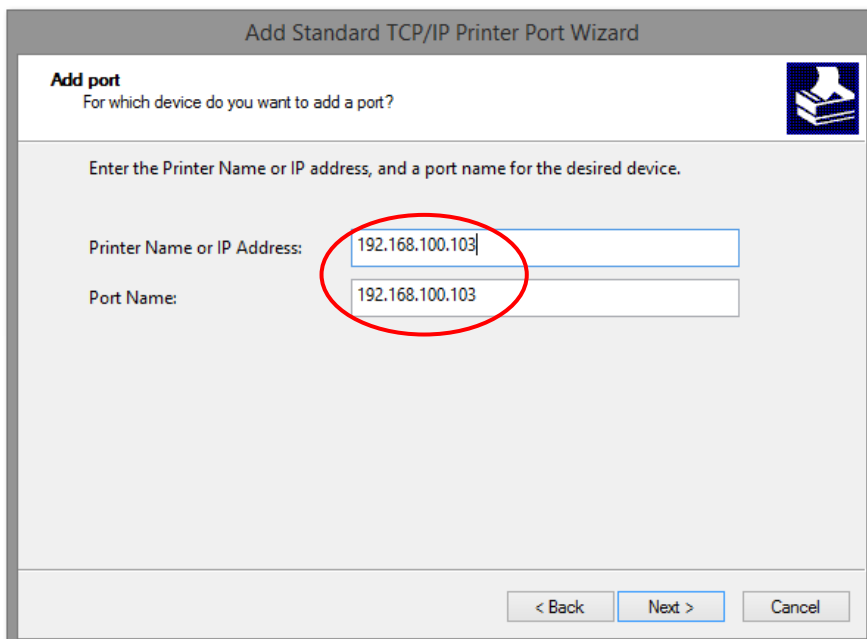 Add Standard TCP/IP Printer Port Wizard
Add port
For which device do you want to add a port?
Enter the Printer Name or IP address, and a port name for the desired device.
Printer Name or IP Address: 192.168.100.103
Port Name: 192.168.100.103
< Back Next > Cancel